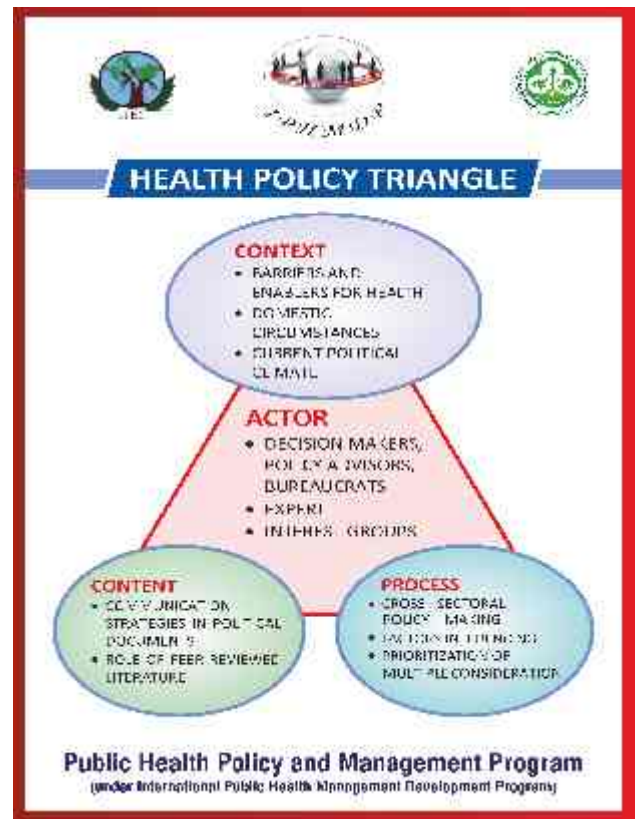 HEALTH POLICY TRIANGLE
CONTEXT
• BARRIERS AND
ENABLERS FOR HEALTH
• DOMESTIC
CIRCUMSTANCES
• CURRENT POLITICAL
CLIMATE
ACTOR
• DECISION MAKERS,
POLICY ADVISORS,
BUREAUCRATS
• EXPERT
• INTEREST GROUPS
CONTENT
• COMMUNICATION
STRATEGIES IN POLITICAL
DOCUMENTS
• ROLE OF PEER REVIEWED
LITERATURE
PROCESS
• CROSS - SECTORAL
POLICY - MAKING
• FACTORS INFLUENCING
• PRIORITIZATION OF
MULTIPLE CONSIDERATION
Public Health Policy and Management Program
(under International Public Health Management Development Program)